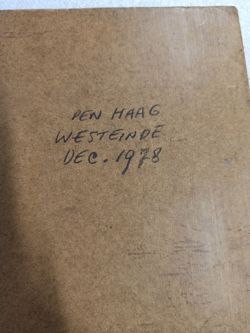 DEN HAAG
WESTEINDE
DEC. 1978